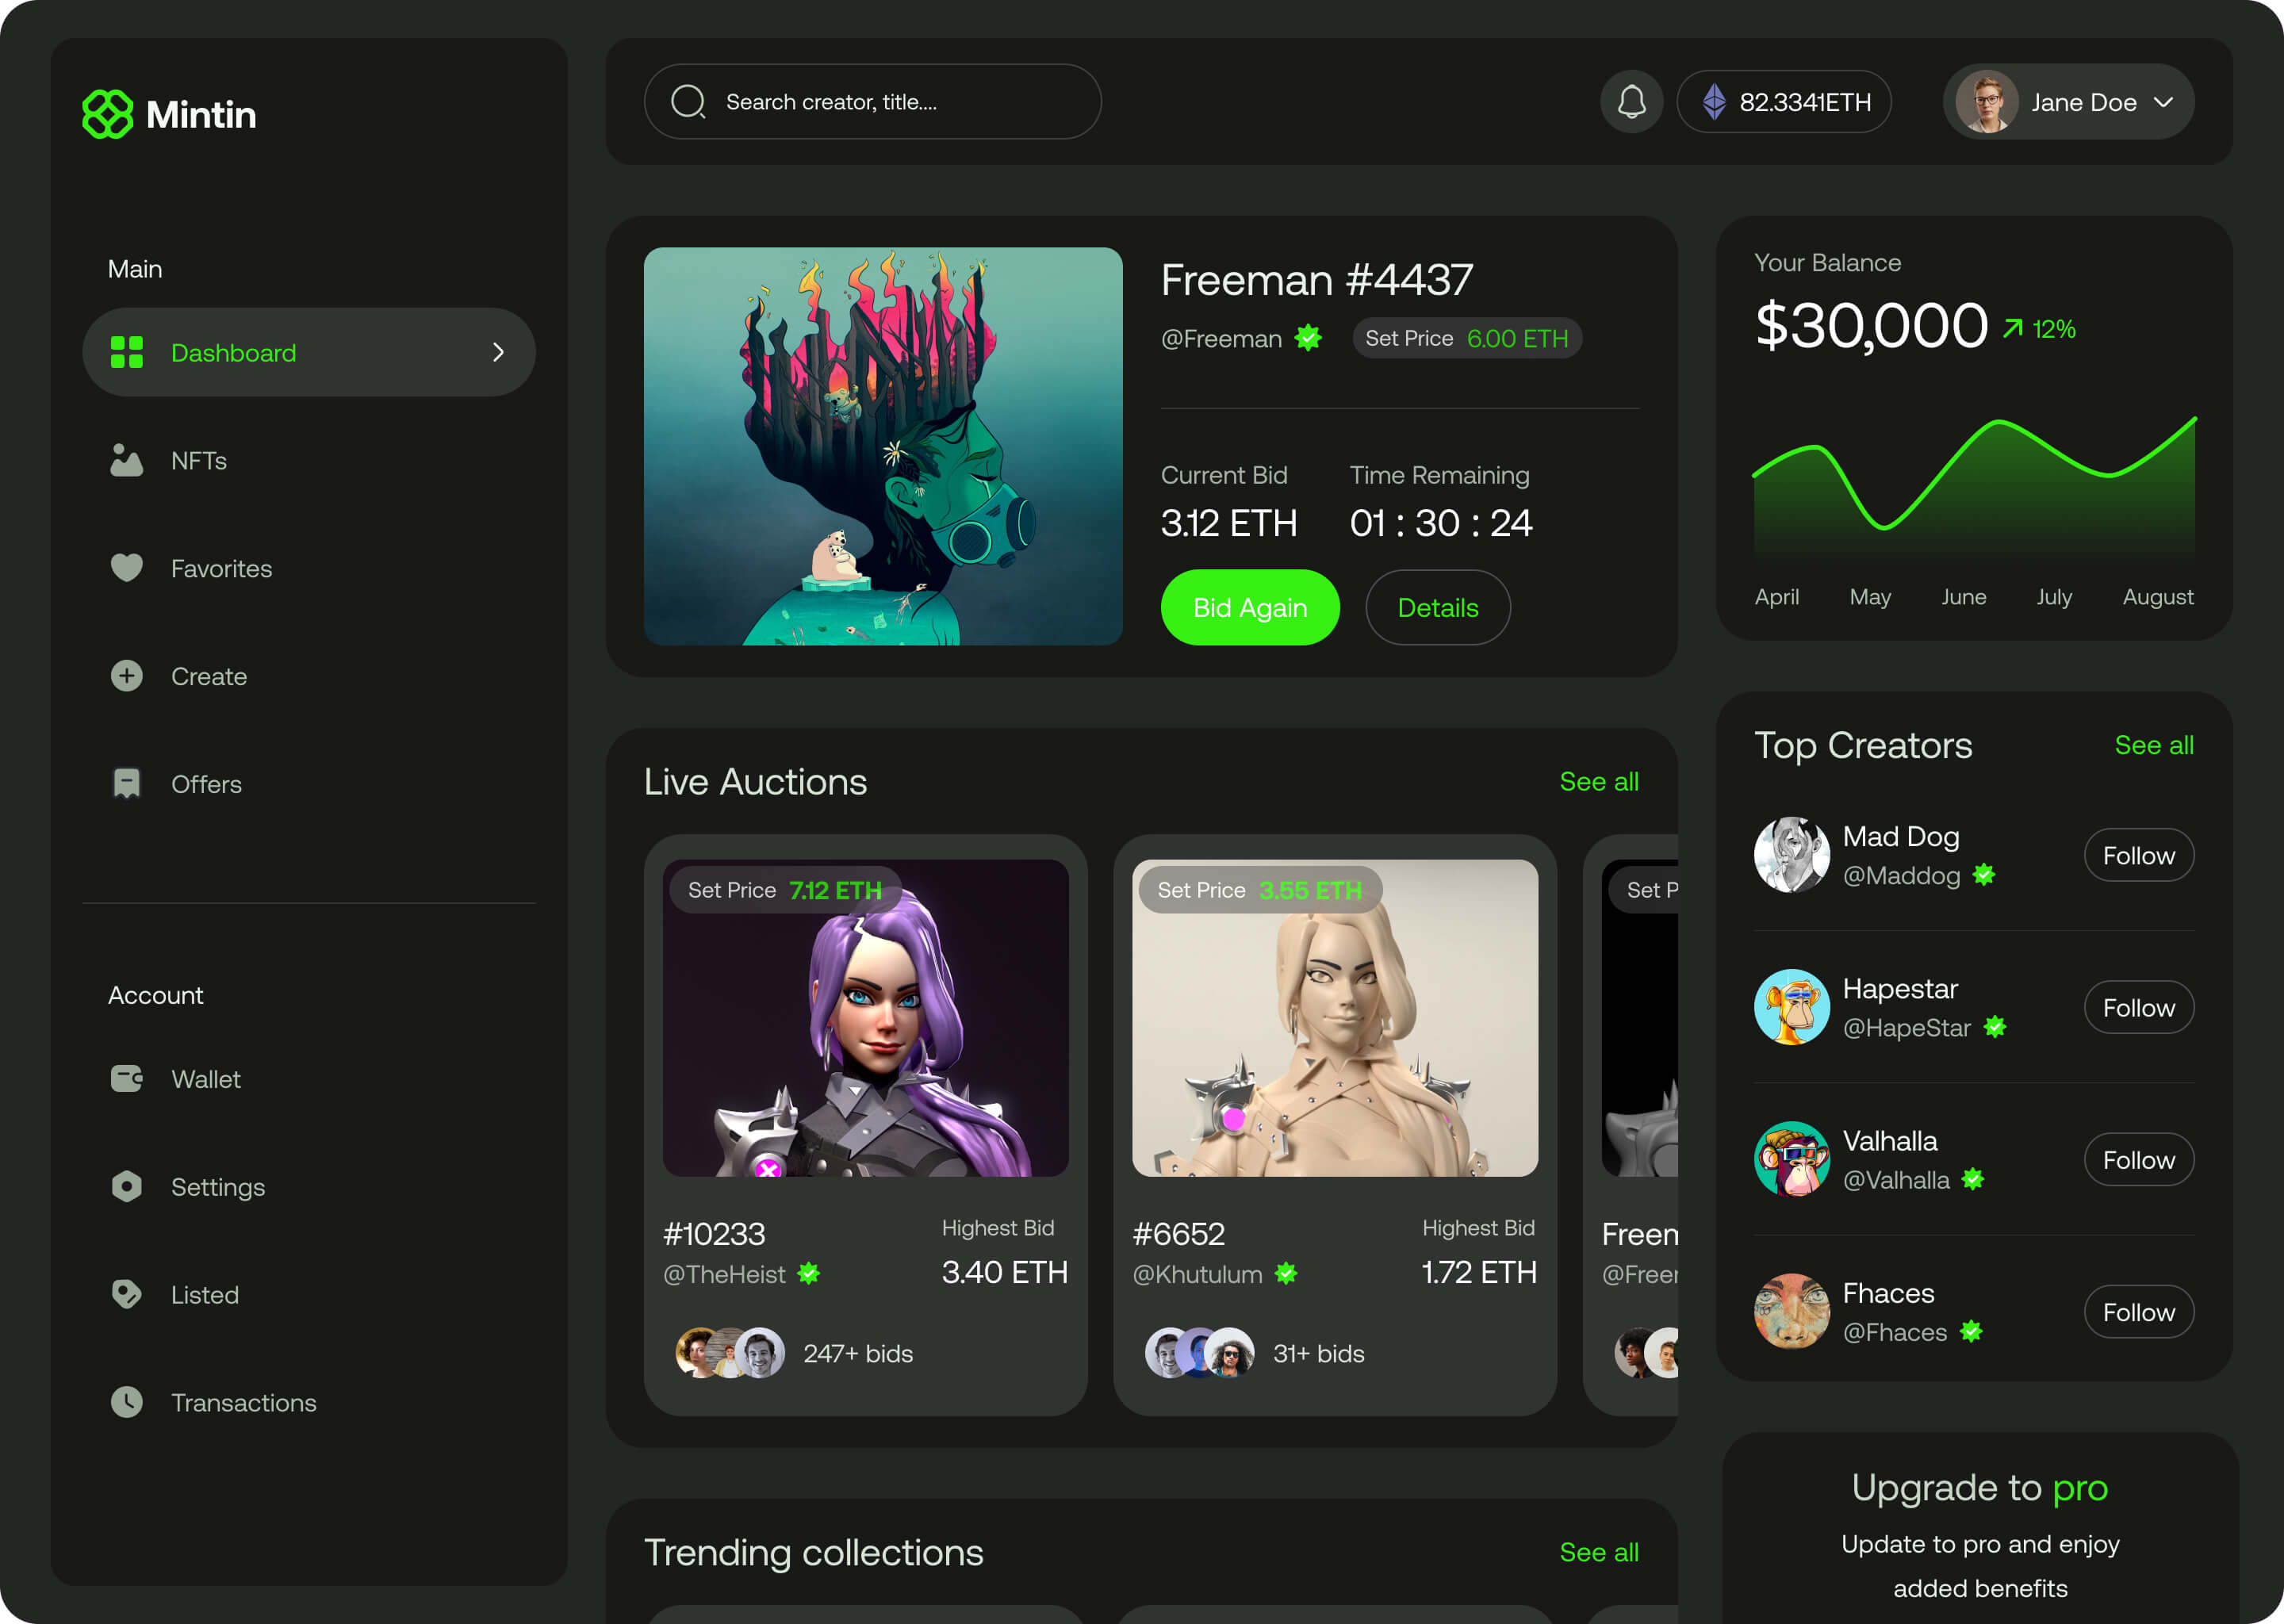 Mintin
Main
Dashboard
NFTs
Favorites
Create
Offers
Account
Wallet
Settings
Listed
Transactions
Search creator, title....
82.3341ETH
Jane Doe
Freeman #4437
@Freeman
Set Price 6.00 ETH
Current Bid
3.12 ETH
Time Remaining
01 : 30 : 24
Bid Again
Details
Your Balance
$30,000
12%
April May June July August
Live Auctions
See all
Set Price 7.12 ETH
#10233
@TheHeist
Highest Bid
3.40 ETH
247+ bids
Set Price 3.55 ETH
#6652
@Khutulum
Highest Bid
1.72 ETH
31+ bids
Set
Top Creators
See all
Mad Dog
@Maddog
Follow
Hapestar
@HapeStar
Follow
Valhalla
@Valhalla
Follow
Fhaces
@Fhaces
Follow
Trending collections
See all
Upgrade to pro
Update to pro and enjoy
added benefits